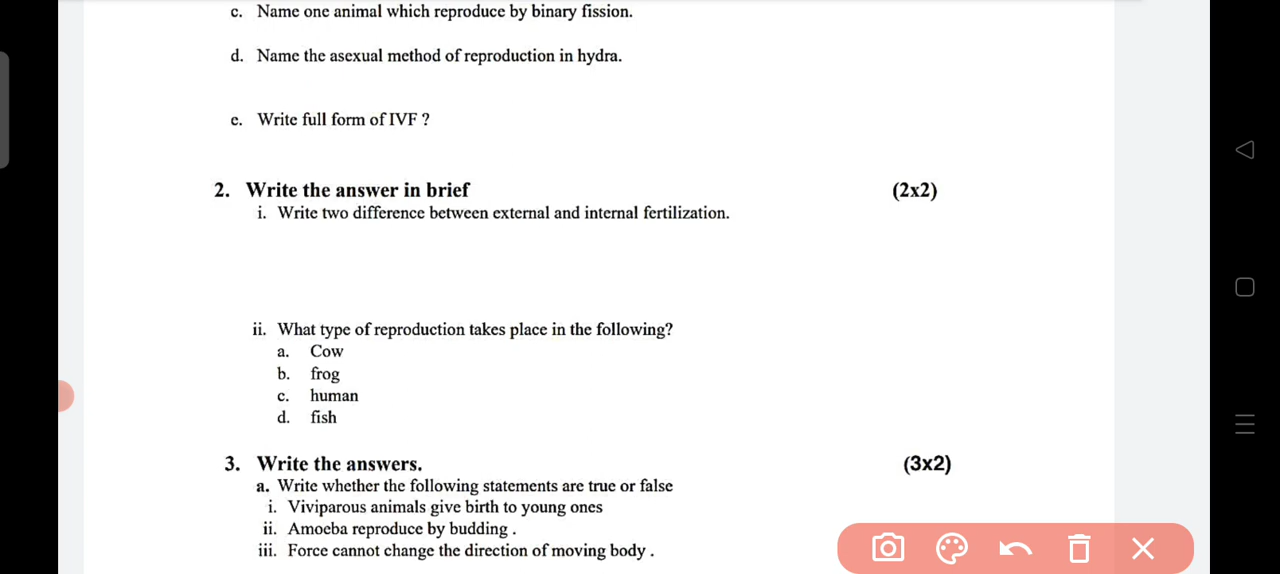 c. Name one animal which reproduce by binary fission.
d. Name the asexual method of reproduction in hydra.
e. Write full form of IVF ?
2. Write the answer in brief (2x2)
i. Write two difference between external and internal fertilization.
ii. What type of reproduction takes place in the following?
a. Cow
b. frog
c. human
d. fish
3. Write the answers. (3x2)
a. Write whether the following statements are true or false
i. Viviparous animals give birth to young ones
ii. Amoeba reproduce by budding .
iii. Force cannot change the direction of moving body .